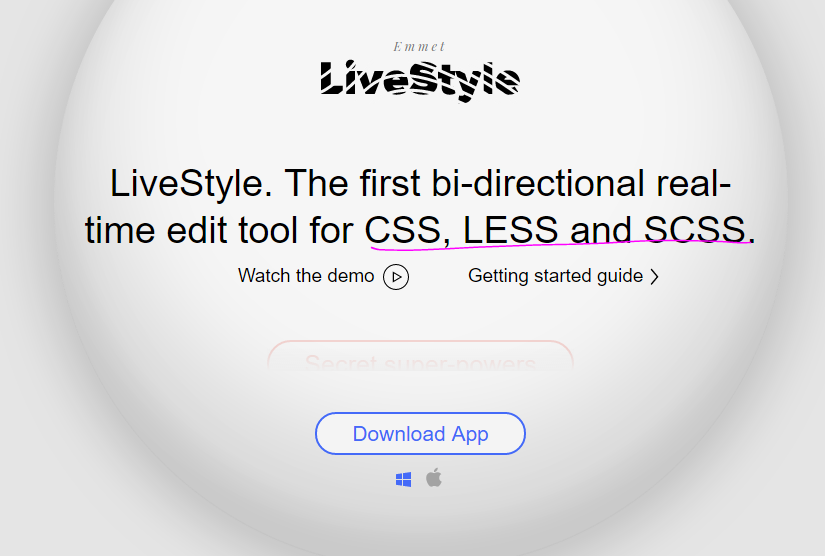 Emmet
LiveStyle
LiveStyle. The first bi-directional real-
time edit tool for CSS, LESS and SCSS.
Watch the demo
Getting started guide
Secret super-powers
Download App